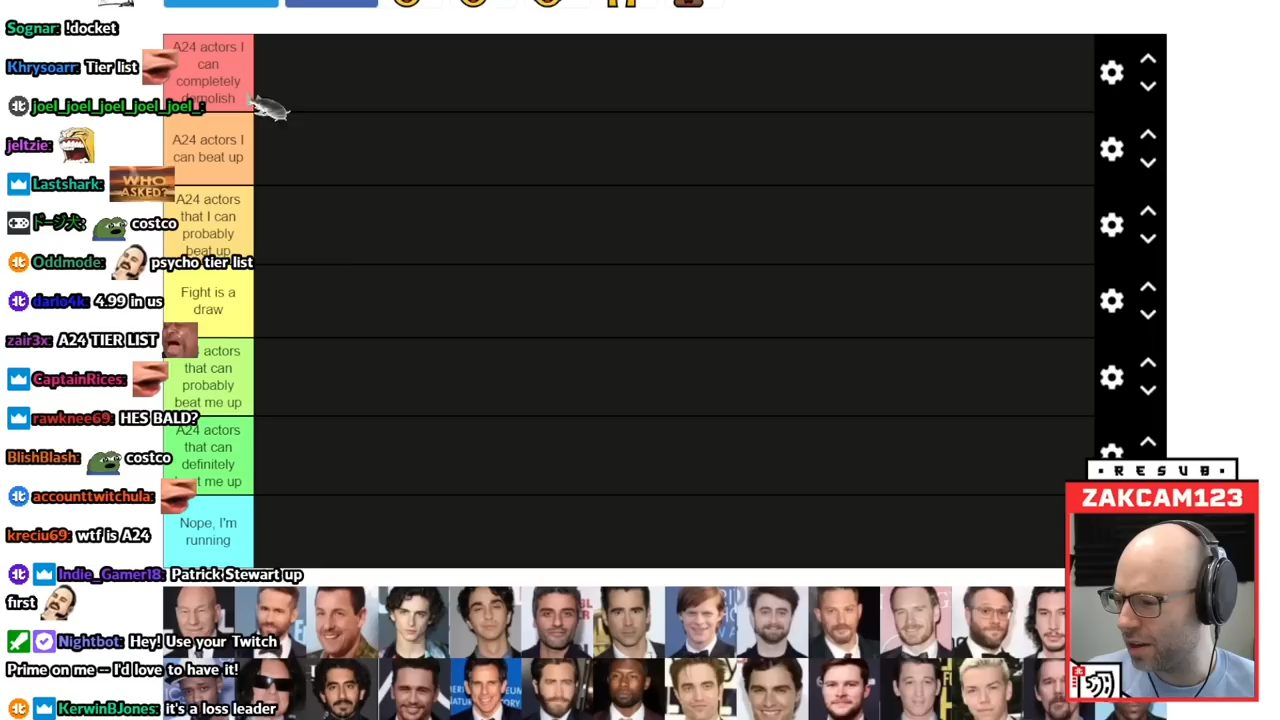 Sognar: !docket
Khrysoarr: Tier list
joel_joel_joel_joel_joel_:
jeltzie:
Lastshark: WHO ASKED?
ドージ犬: costco
Oddmode: psycho tier list
dario4k: 4.99 in us
zair3x: A24 TIER LIST
CaptainRices:
rawknee69: HES BALD?
BlishBlash: costco
accounttwitchula:
kreciu69: wtf is A24
Indie_Gamer18: Patrick Stewart up
first
Nightbot: Hey! Use your Twitch
Prime on me -- I'd love to have it!
KerwinBJones: it's a loss leader
A24 actors I
can
completely
demolish
A24 actors I
can beat up
A24 actors
that I can
probably
beat up
Fight is a
draw
actors
that can
probably
beat me up
A24 actors
that can
definitely
t me up
Nope, I'm
running
RESUB
ZAKCAM123